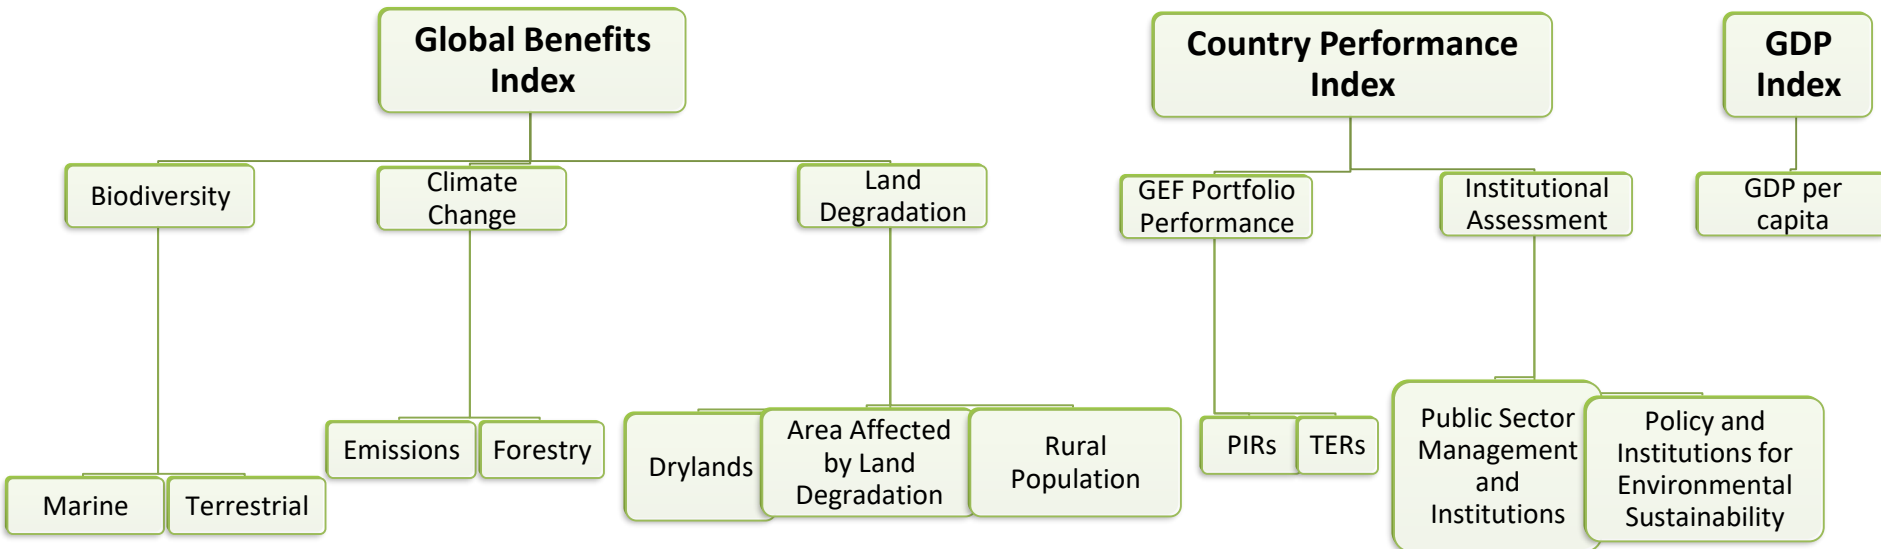 Global Benefits
Index
Country Performance
Index
GDP
Index
Biodiversity
Climate
Change
Land
Degradation
GEF Portfolio
Performance
Institutional
Assessment
GDP per
capita
Marine
Terrestrial
Emissions
Forestry
Drylands
Area Affected
by Land
Degradation
Rural
Population
PIRs
TERs
Public Sector
Management
and
Institutions
Policy and
Institutions for
Environmental
Sustainability